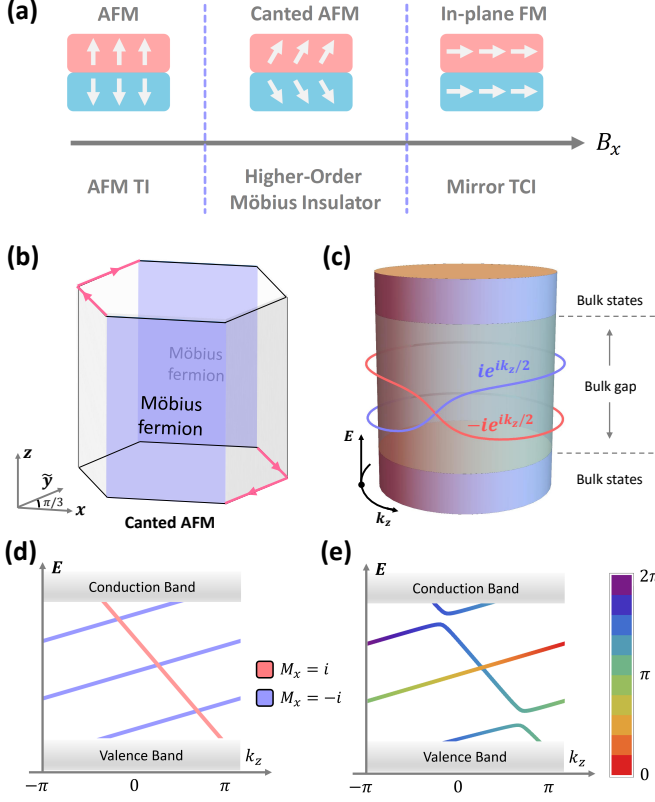 (a)
AFM
Canted AFM
In-plane FM
B_x
AFM TI
Higher-Order
Möbius Insulator
Mirror TCI
(b)
Möbius
fermion
Möbius
fermion
z
ỹ
π/3
x
Canted AFM
(c)
Bulk states
ie^{ik_z/2}
Bulk gap
-ie^{ik_z/2}
E
Bulk states
k_z
(d)
E
Conduction Band
M_x = i
M_x = -i
Valence Band
k_z
-π
0
π
(e)
E
Conduction Band
2π
π
Valence Band
k_z
0
-π
0
π